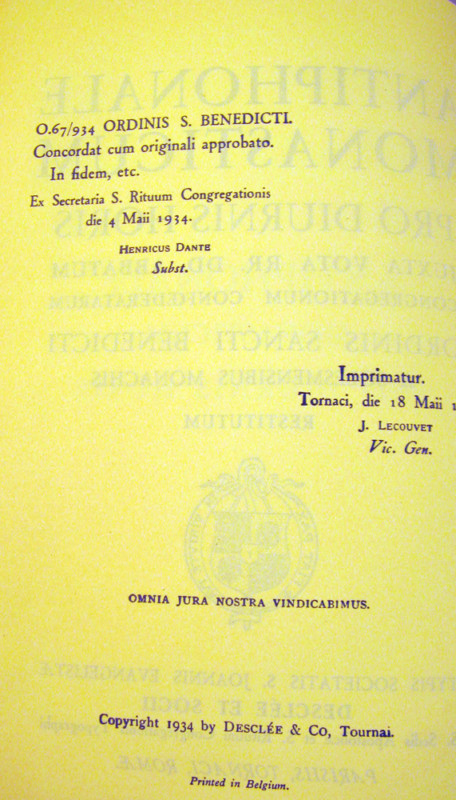 O.67/934 ORDINIS S. BENEDICTI.
Concordat cum originali approbato.
In fidem, etc.
Ex Secretaria S. Rituum Congregationis
die 4 Maii 1934.
HENRICUS DANTE
Subst.
Imprimatur.
Tornaci, die 18 Maii
J. LECOUVET
Vic. Gen.
OMNIA JURA NOSTRA VINDICABIMUS.
Copyright 1934 by DESCLÉE & Co, Tournai.
Printed in Belgium.